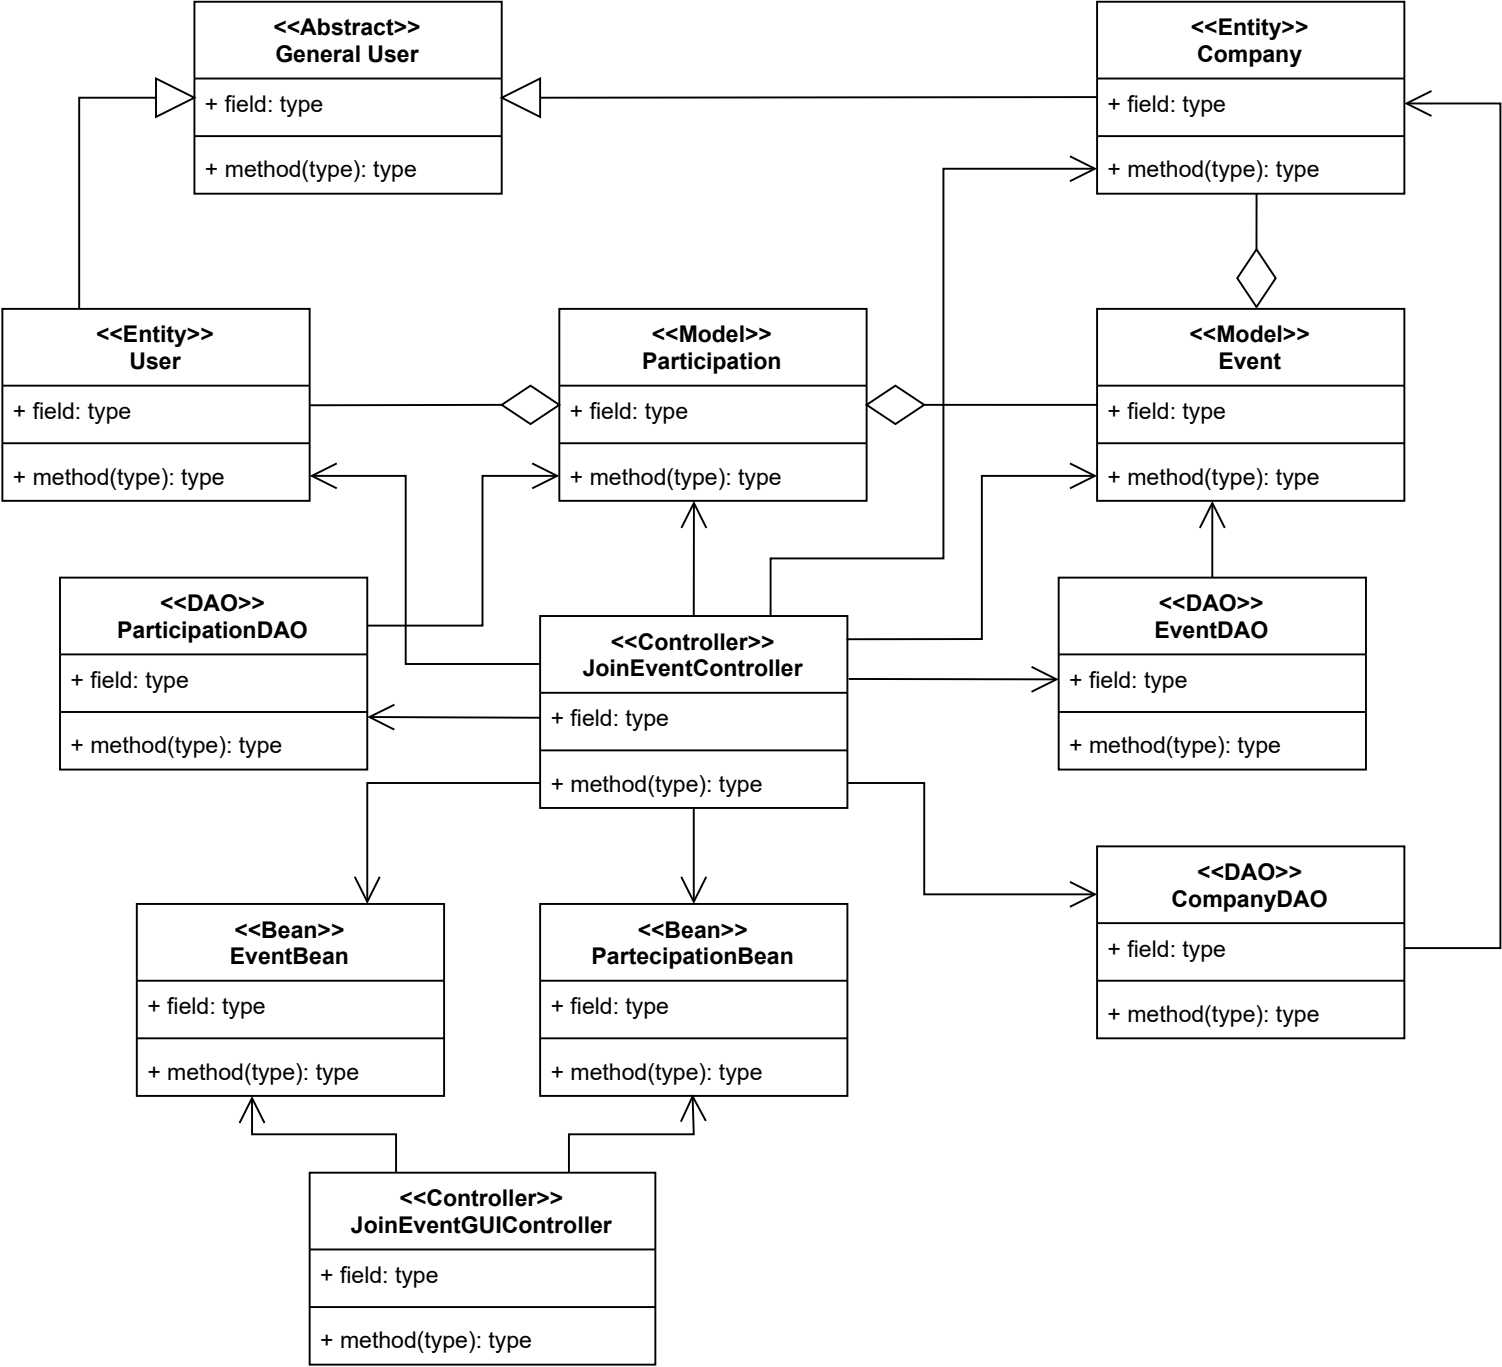 <<Abstract>>
General User
+ field: type
+ method(type): type
<<Entity>>
Company
+ field: type
+ method(type): type
<<Entity>>
User
+ field: type
+ method(type): type
<<Model>>
Participation
+ field: type
+ method(type): type
<<Model>>
Event
+ field: type
+ method(type): type
<<DAO>>
ParticipationDAO
+ field: type
+ method(type): type
<<Controller>>
JoinEventController
+ field: type
+ method(type): type
<<DAO>>
EventDAO
+ field: type
+ method(type): type
<<DAO>>
CompanyDAO
+ field: type
+ method(type): type
<<Bean>>
EventBean
+ field: type
+ method(type): type
<<Bean>>
PartecipationBean
+ field: type
+ method(type): type
<<Controller>>
JoinEventGUIController
+ field: type
+ method(type): type